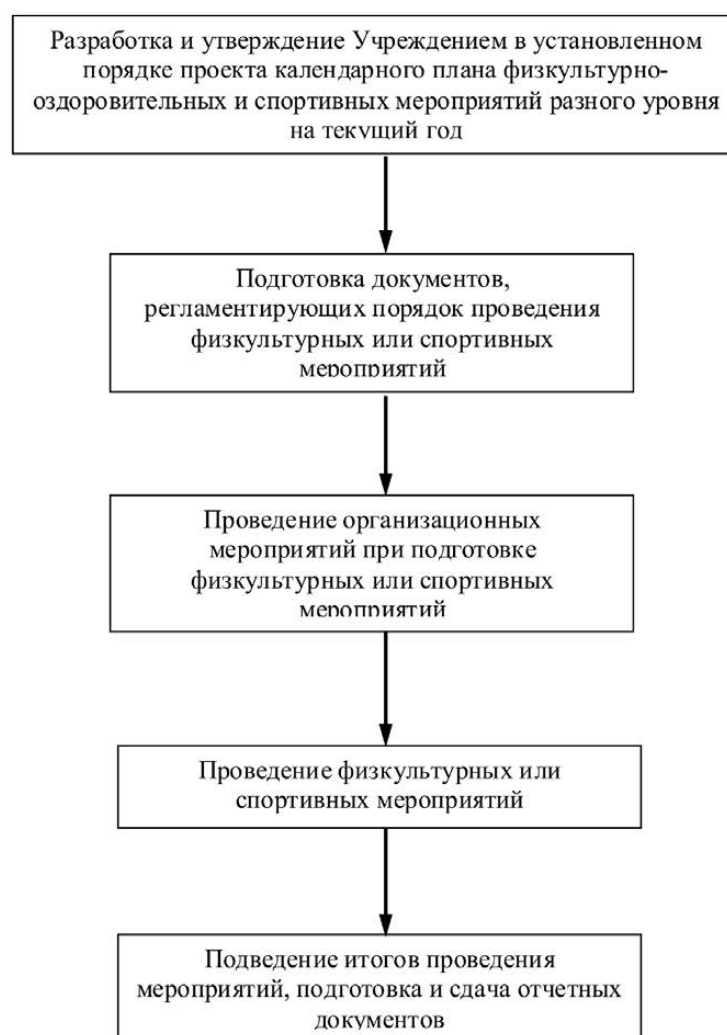 Разработка и утверждение Учреждением в установленном
порядке проекта календарного плана физкультурно-
оздоровительных и спортивных мероприятий разного уровня
на текущий год
Подготовка документов,
регламентирующих порядок проведения
физкультурных или спортивных
мероприятий
Проведение организационных
мероприятий при подготовке
физкультурных или спортивных
мероприятий
Проведение физкультурных или
спортивных мероприятий
Подведение итогов проведения
мероприятий, подготовка и сдача отчетных
документов